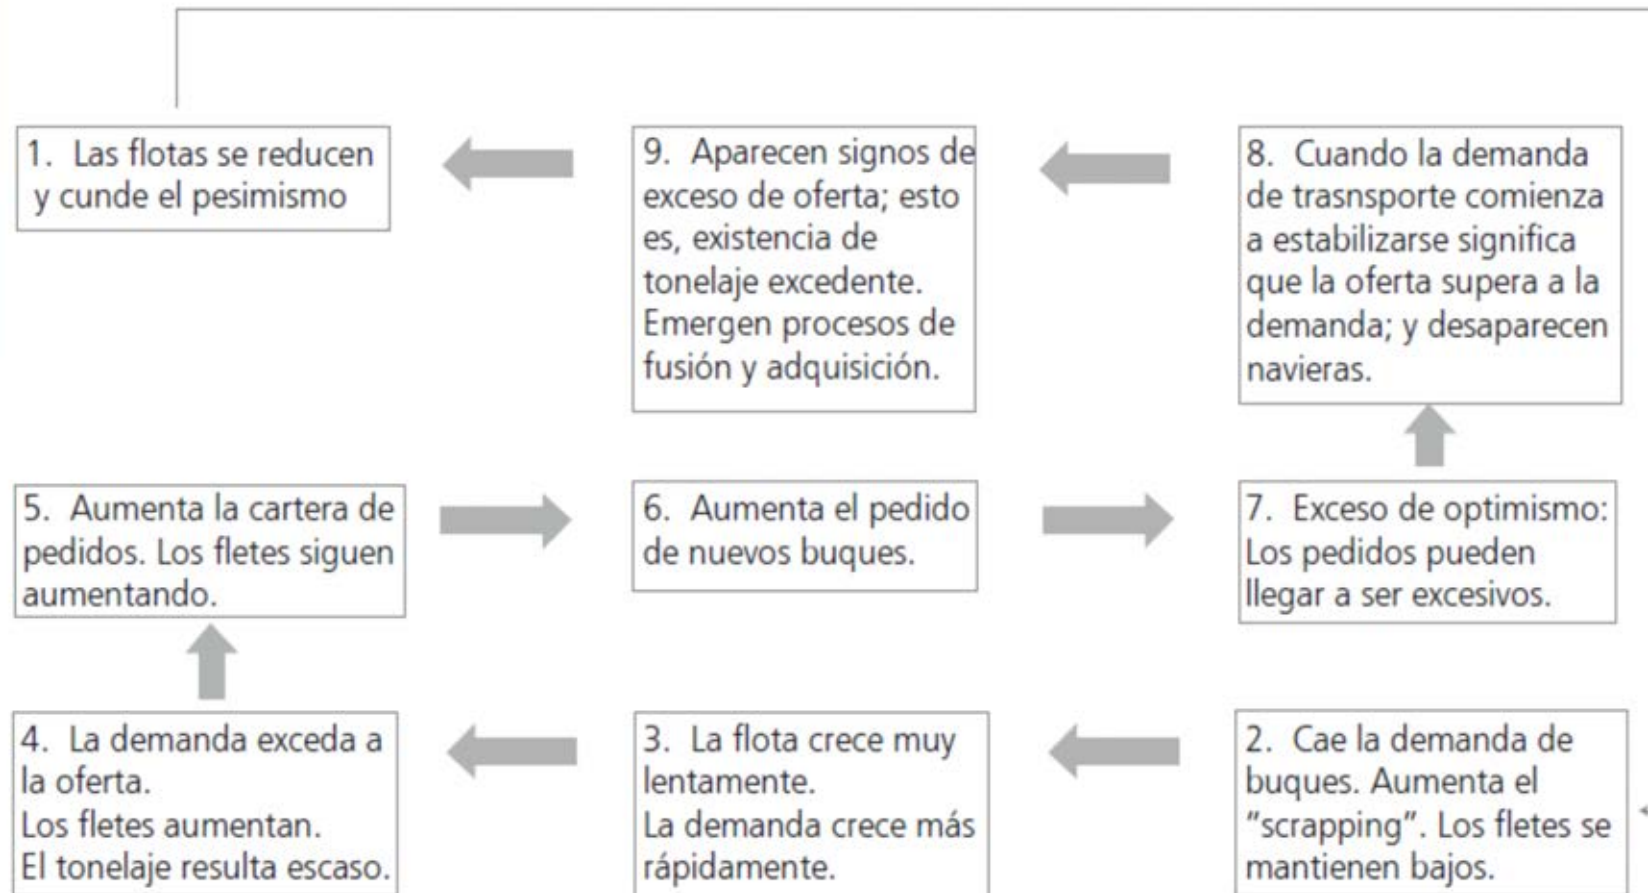 1. Las flotas se reducen
y cunde el pesimismo
9. Aparecen signos de
exceso de oferta; esto
es, existencia de
tonelaje excedente.
Emergen procesos de
fusión y adquisición.
8. Cuando la demanda
de trasnsporte comienza
a estabilizarse significa
que la oferta supera a la
demanda; y desaparecen
navieras.
5. Aumenta la cartera de
pedidos. Los fletes siguen
aumentando.
6. Aumenta el pedido
de nuevos buques.
7. Exceso de optimismo:
Los pedidos pueden
llegar a ser excesivos.
4. La demanda exceda a
la oferta.
Los fletes aumentan.
El tonelaje resulta escaso.
3. La flota crece muy
lentamente.
La demanda crece más
rápidamente.
2. Cae la demanda de
buques. Aumenta el
"scrapping". Los fletes se
mantienen bajos.